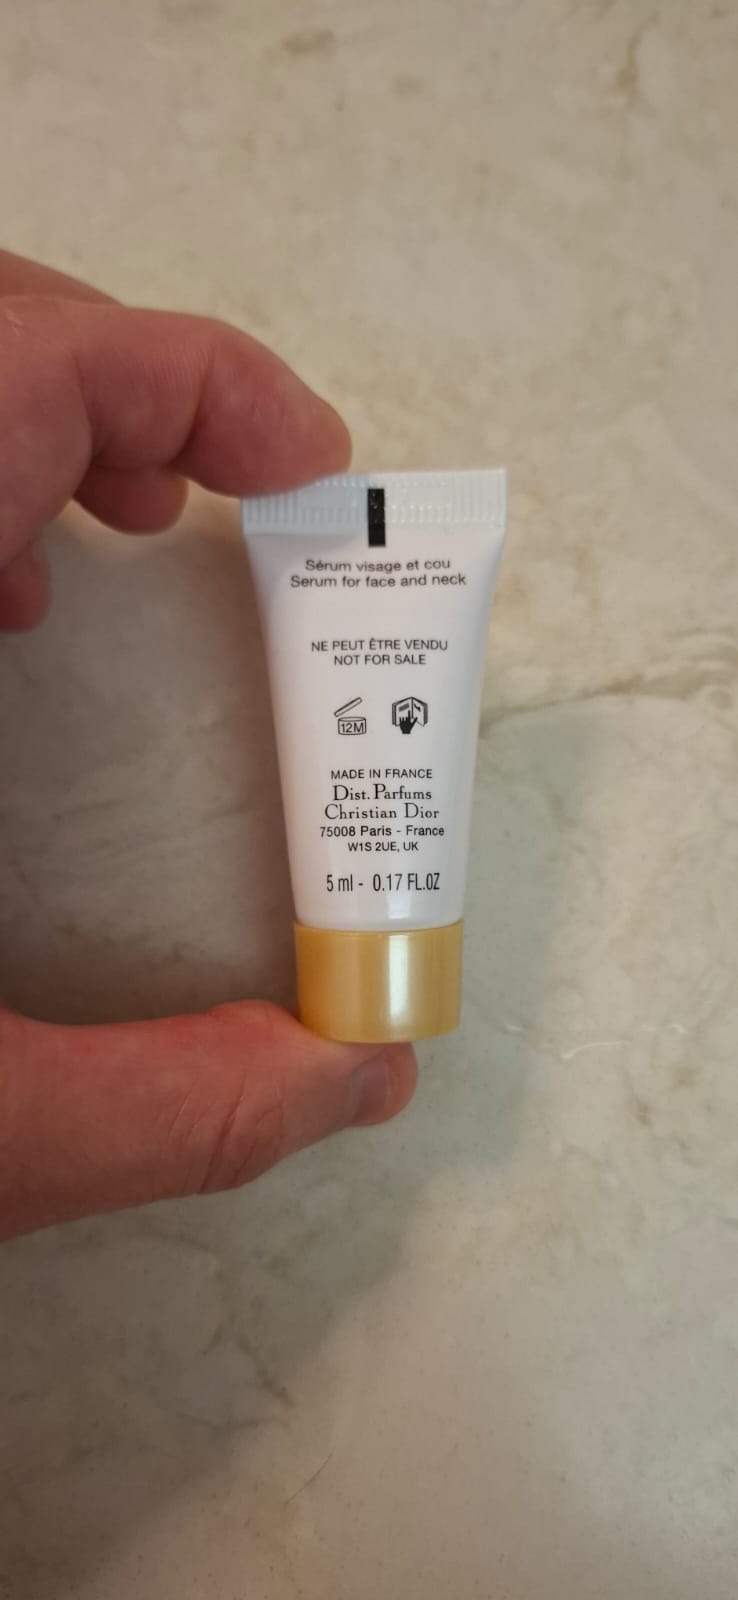 Sérum visage et cou
Serum for face and neck
NE PEUT ÊTRE VENDU
NOT FOR SALE
12M
MADE IN FRANCE
Dist. Parfums
Christian Dior
75008 Paris - France
W1S 2UE, UK
5 ml - 0.17 FL.OZ